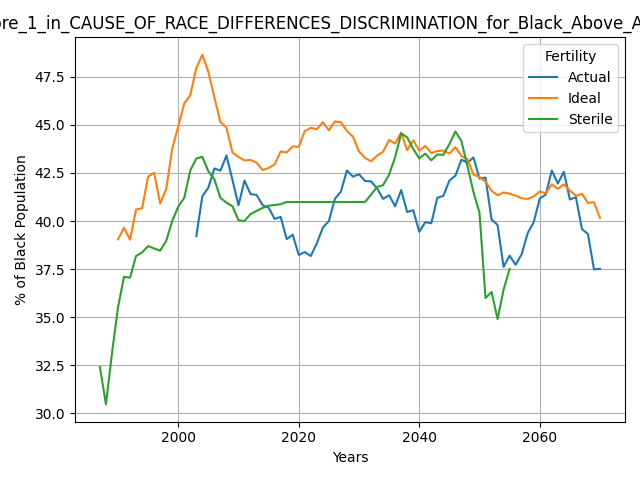 ore_1_in_CAUSE_OF_RACE_DIFFERENCES_DISCRIMINATION_for_Black_Above_A
Fertility
Actual
Ideal
Sterile
% of Black Population
47.5
45.0
42.5
40.0
37.5
35.0
32.5
30.0
2000
2020
2040
2060
Years